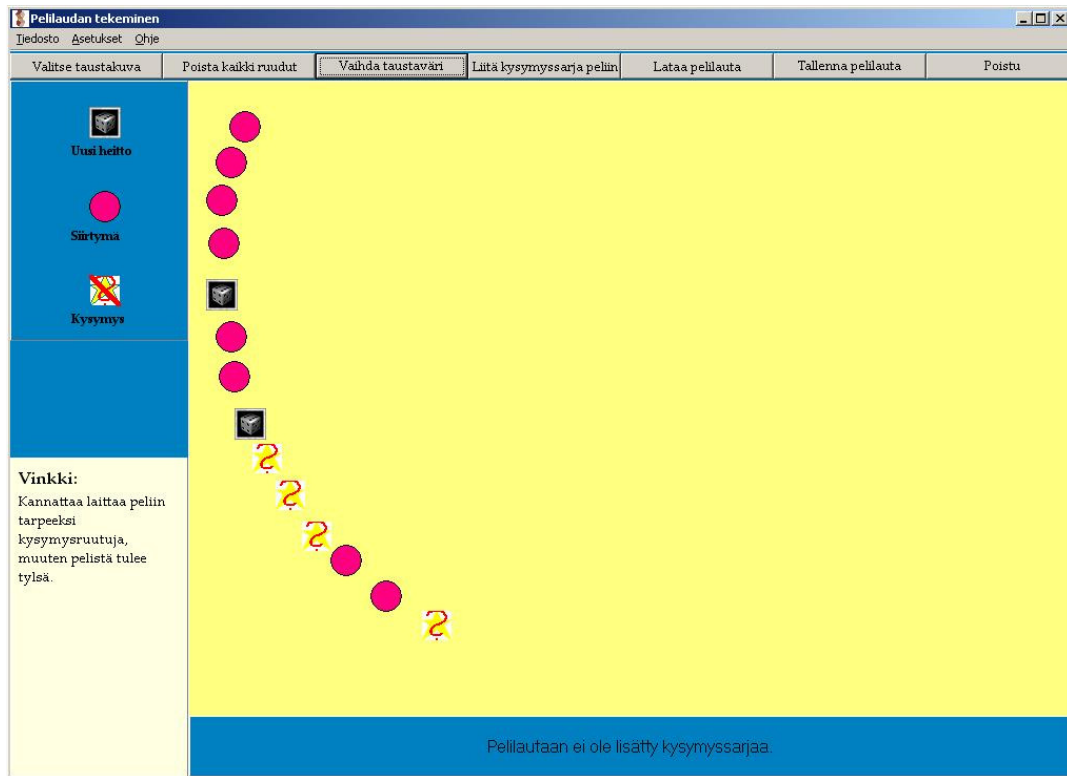 Pelilaudan tekeminen
Tiedosto Asetukset Ohje
Valitse taustakuva Poista kaikki ruudut Vaihda taustaväri Liitä kysymyssarja peliin Lataa pelilauta Tallenna pelilauta Poistu
Uusi heitto
Siirtymä
Kysymys
Vinkki:
Kannattaa laittaa peliin
tarpeeksi
kysymysruutuja,
muuten pelistä tulee
tylsä.
Pelilautaan ei ole lisätty kysymyssarjaa.